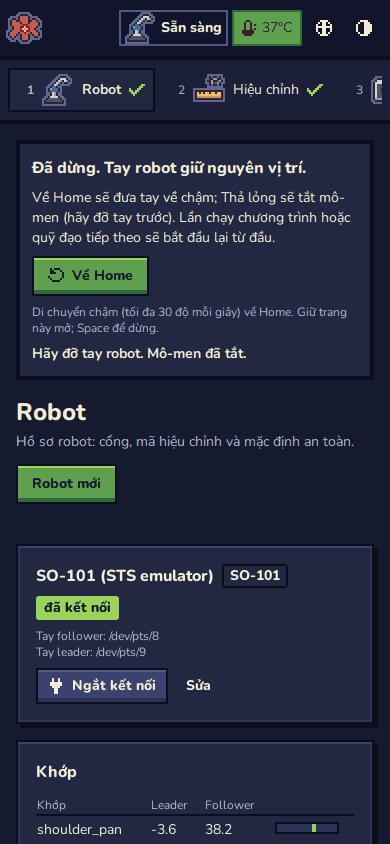 Sẵn sàng
37°C
1 Robot
2 Hiệu chỉnh
3
Đã dừng. Tay robot giữ nguyên vị trí.
Về Home sẽ đưa tay về chậm; Thả lỏng sẽ tắt mô-
men (hãy đỡ tay trước). Lần chạy chương trình hoặc
quỹ đạo tiếp theo sẽ bắt đầu lại từ đầu.
Về Home
Di chuyển chậm (tối đa 30 độ mỗi giây) về Home. Giữ trang
này mở; Space để dừng.
Hãy đỡ tay robot. Mô-men đã tắt.
Robot
Hồ sơ robot: cổng, mã hiệu chỉnh và mặc định an toàn.
Robot mới
SO-101 (STS emulator) SO-101
đã kết nối
Tay follower: /dev/pts/8
Tay leader: /dev/pts/9
Ngắt kết nối Sửa
Khớp
Khớp Leader Follower
shoulder_pan -3.6 38.2